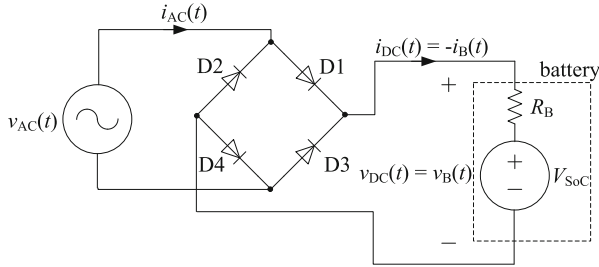 i_AC(t)
i_DC(t) = -i_B(t)
D2
D1
battery
+
R_B
v_AC(t)
D4
D3
v_DC(t) = v_B(t)
+
−
V_SoC
−